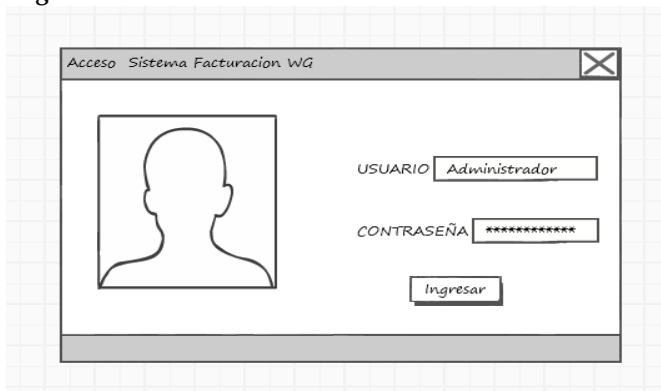 Acceso Sistema Facturacion WG
USUARIO Administrador
CONTRASEÑA ************
Ingresar